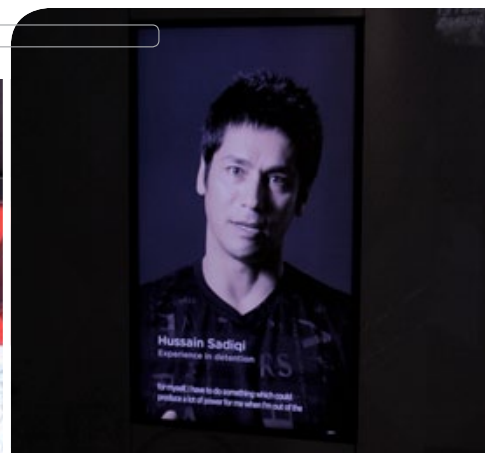 Hussain Sadiqi
Experience in detention
RS
for myself, i have to do something which could
produce a lot of power for me when i'm out of the